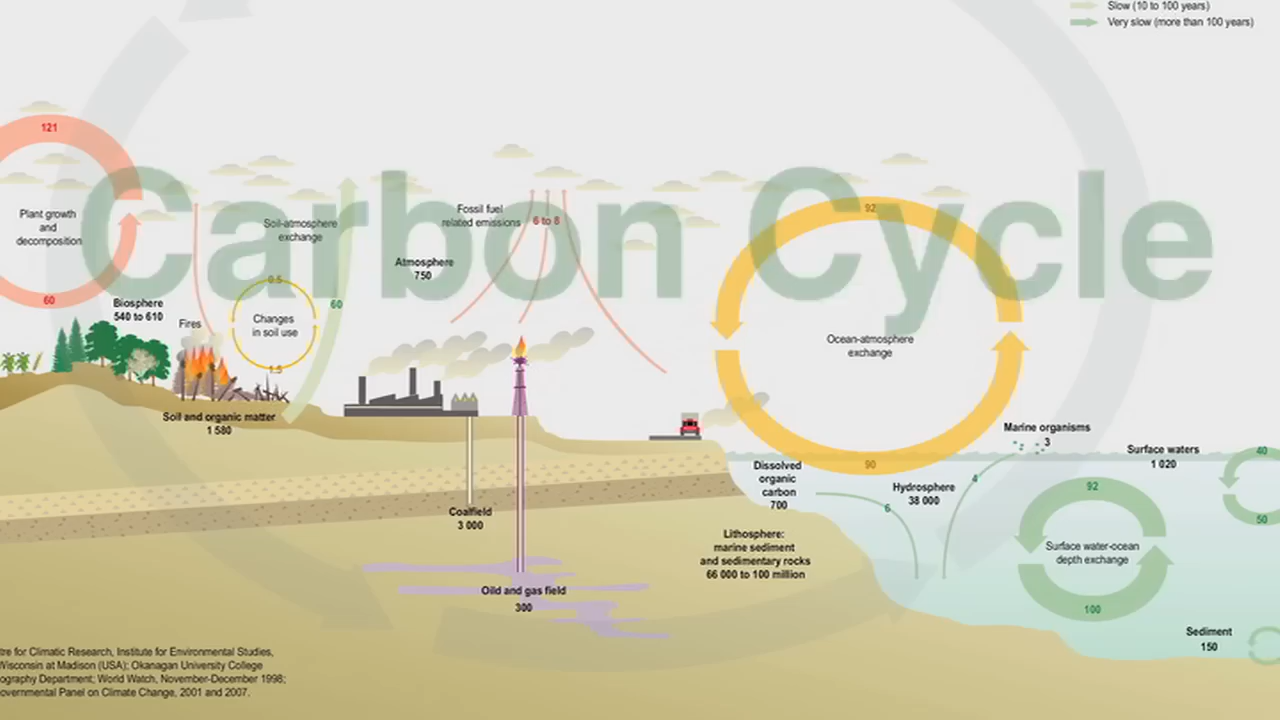 Slow (10 to 100 years)
Very slow (more than 100 years)
Carbon Cycle
121
Plant growth
and
decomposition
60
Biosphere
540 to 610
Fires
Soil-atmosphere
exchange
0.5
Changes
in soil use
1.5
60
Fossil fuel
related emissions
6 to 8
Atmosphere
750
92
Ocean-atmosphere
exchange
90
Soil and organic matter
1 580
Marine organisms
3
Surface waters
1 020
40
50
Dissolved
organic
carbon
700
Hydrosphere
38 000
4
6
92
Surface water-ocean
depth exchange
100
Coalfield
3 000
Lithosphere:
marine sediment
and sedimentary rocks
66 000 to 100 million
Oild and gas field
300
Sediment
150
tre for Climatic Research, Institute for Environmental Studies,
Wisconsin at Madison (USA); Okanagan University College
ography Department; World Watch, November-December 1998;
overnmental Panel on Climate Change, 2001 and 2007.